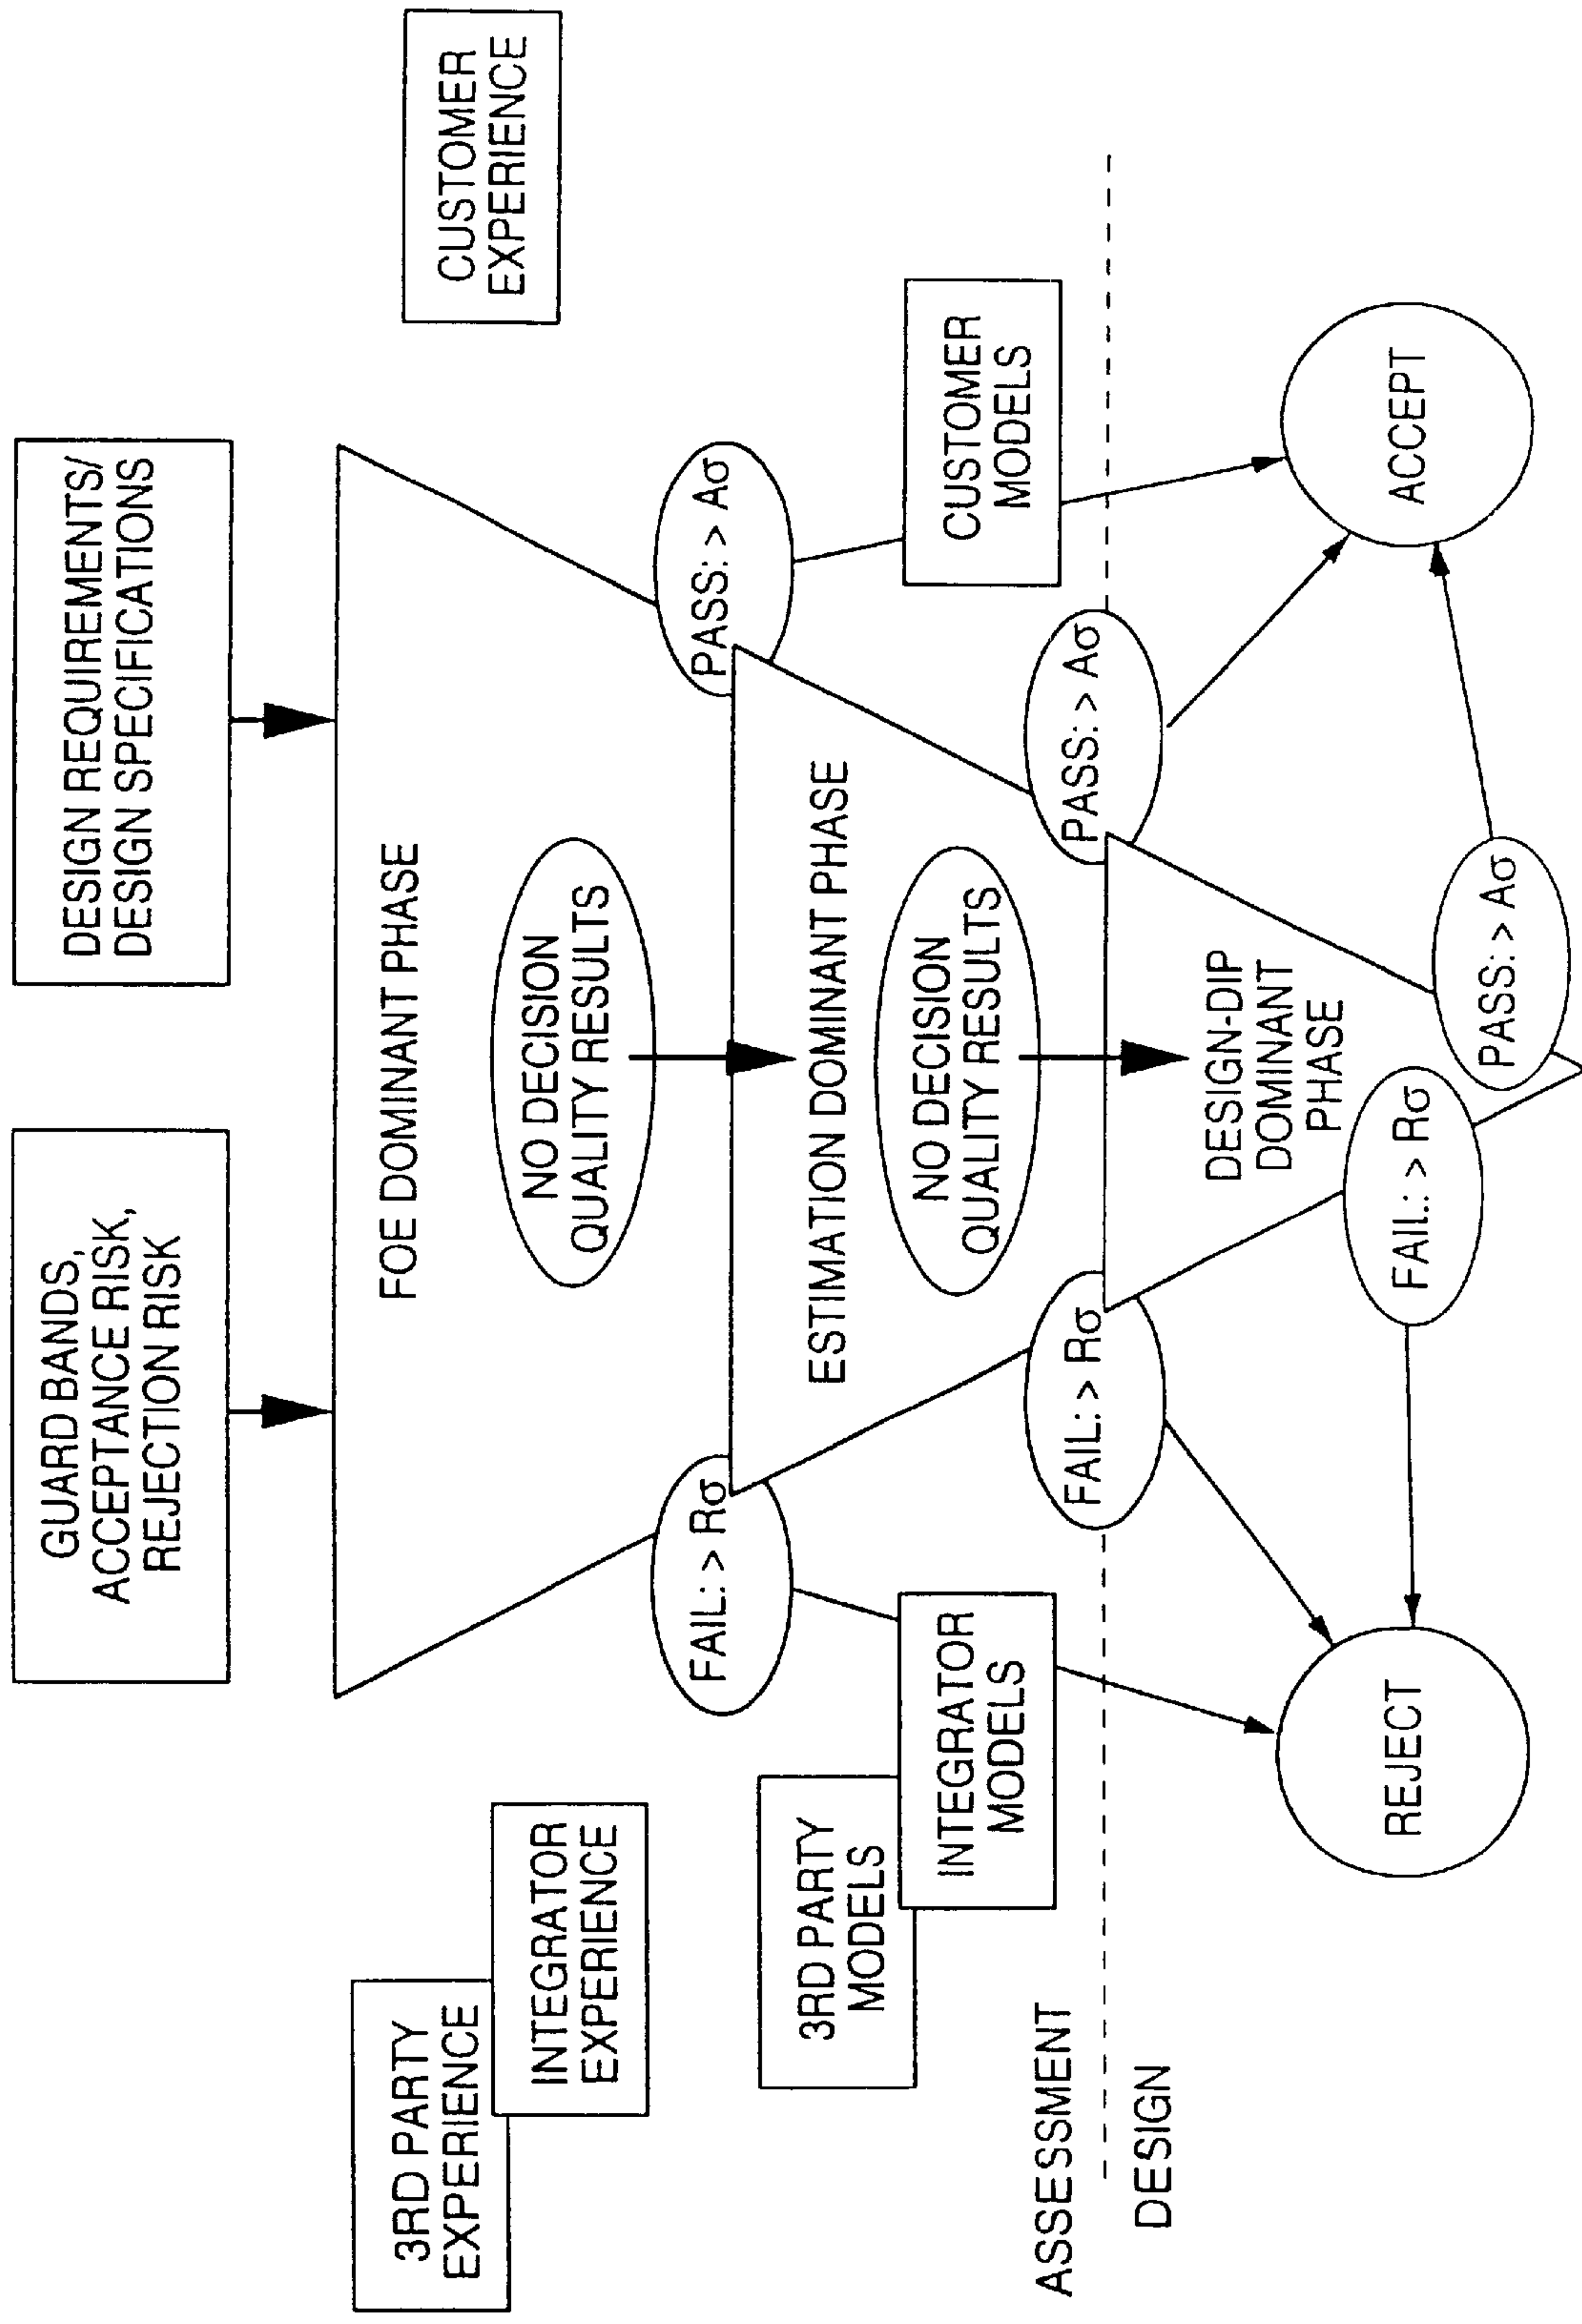 GUARD BANDS,
ACCEPTANCE RISK,
REJECTION RISK
DESIGN REQUIREMENTS/
DESIGN SPECIFICATIONS
3RD PARTY
EXPERIENCE
INTEGRATOR
EXPERIENCE
FOE DOMINANT PHASE
CUSTOMER
EXPERIENCE
NO DECISION
QUALITY RESULTS
FAIL: > Rσ
PASS: > Aσ
3RD PARTY
MODELS
INTEGRATOR
MODELS
ESTIMATION DOMINANT PHASE
CUSTOMER
MODELS
NO DECISION
QUALITY RESULTS
FAIL: > Rσ
PASS: > Aσ
ASSESSMENT
DESIGN
DESIGN-DIP
DOMINANT
PHASE
REJECT
FAIL: > Rσ
PASS: > Aσ
ACCEPT